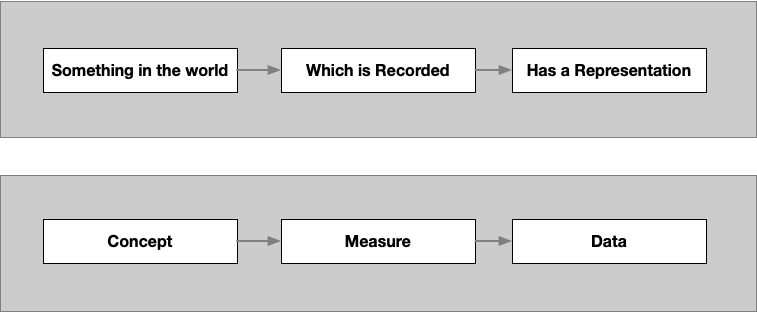 Something in the world
Which is Recorded
Has a Representation
Concept
Measure
Data